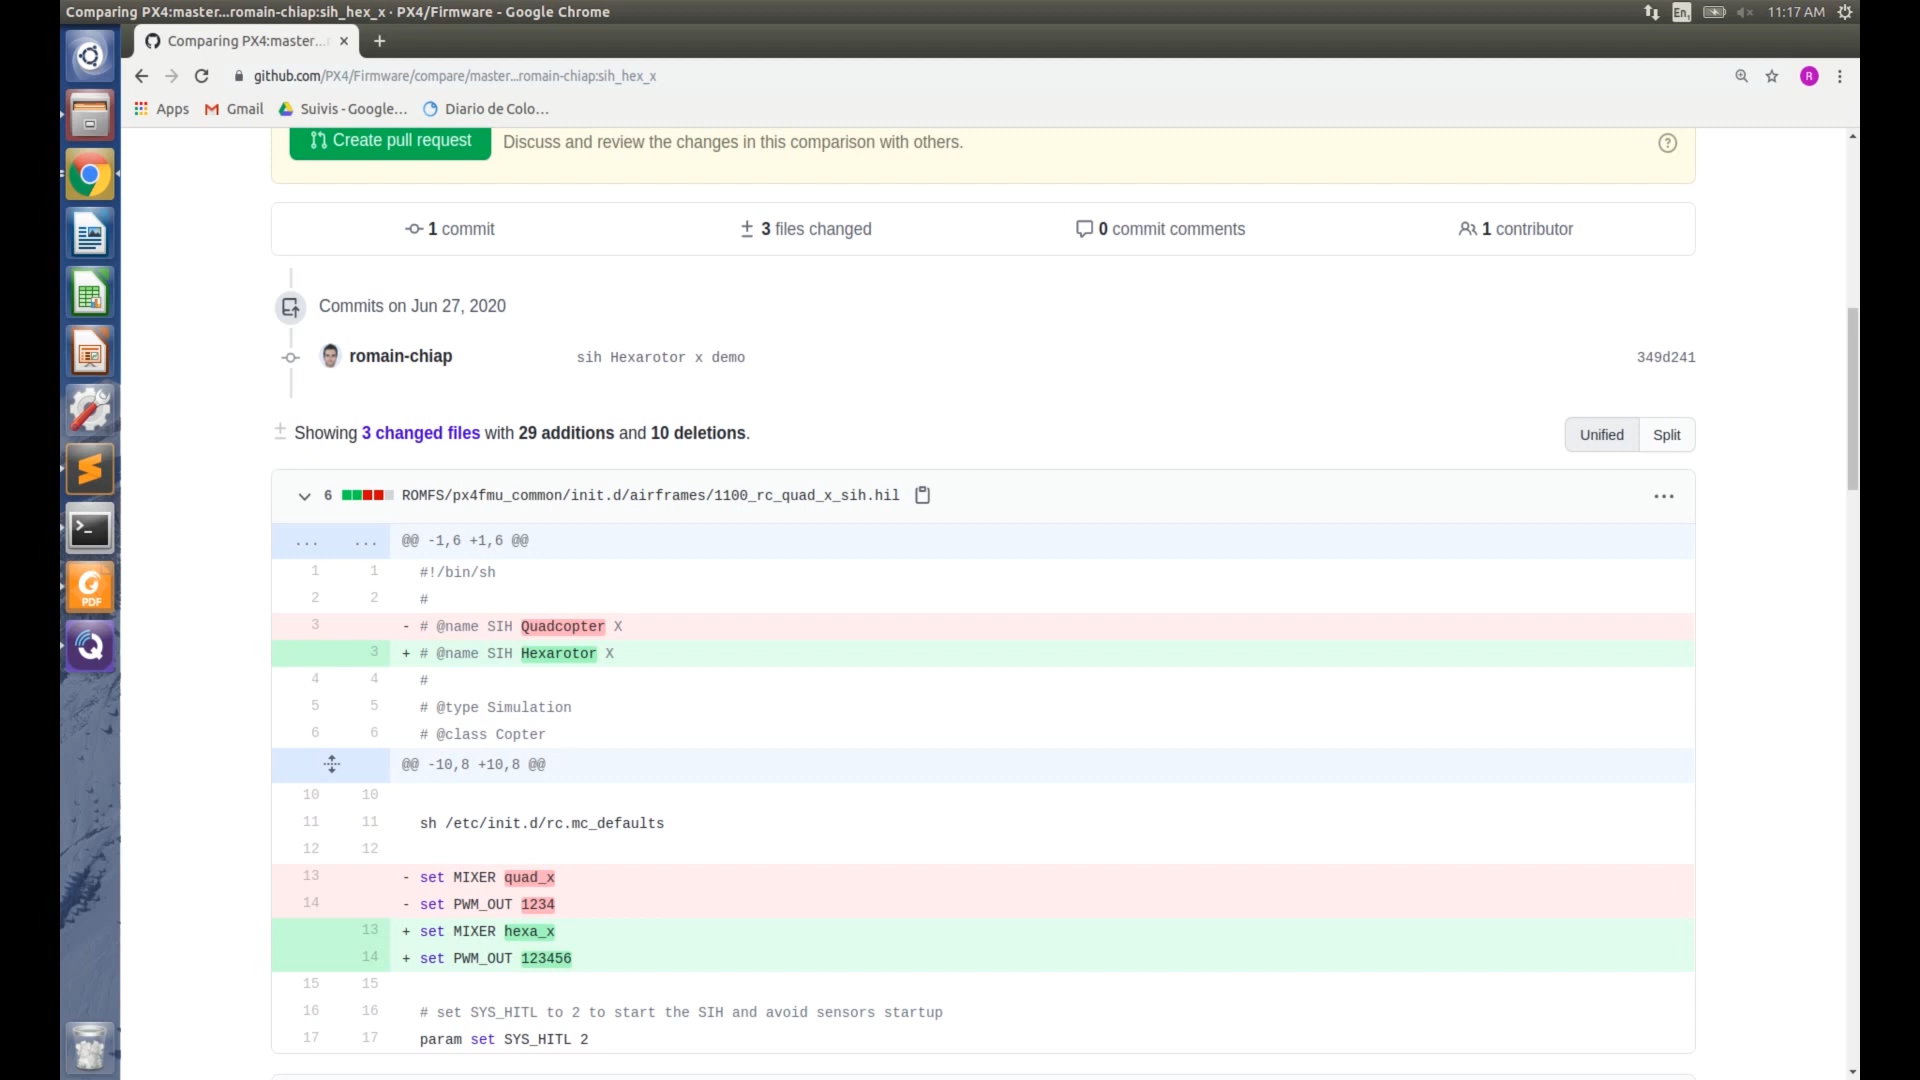 Comparing PX4:master...romain-chiap:sih_hex_x · PX4/Firmware - Google Chrome
En1
11:17 AM
Comparing PX4:master...
github.com/PX4/Firmware/compare/master...romain-chiap:sih_hex_x
R
Apps
Gmail
Suivis - Google...
Diario de Colo...
Create pull request
Discuss and review the changes in this comparison with others.
1 commit
3 files changed
0 commit comments
1 contributor
Commits on Jun 27, 2020
romain-chiap
sih Hexarotor x demo
349d241
Showing 3 changed files with 29 additions and 10 deletions.
Unified
Split
6
ROMFS/px4fmu_common/init.d/airframes/1100_rc_quad_x_sih.hil
... ... @@ -1,6 +1,6 @@
1 1 #!/bin/sh
2 2 #
3 - # @name SIH Quadcopter X
3 + # @name SIH Hexarotor X
4 4 #
5 5 # @type Simulation
6 6 # @class Copter
@@ -10,8 +10,8 @@
10 10
11 11 sh /etc/init.d/rc.mc_defaults
12 12
13 - set MIXER quad_x
14 - set PWM_OUT 1234
13 + set MIXER hexa_x
14 + set PWM_OUT 123456
15 15
16 16 # set SYS_HITL to 2 to start the SIH and avoid sensors startup
17 17 param set SYS_HITL 2
PDF